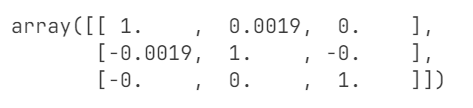 array([[ 1.    ,  0.0019,  0.    ],
       [-0.0019,  1.    , -0.    ],
       [-0.    ,  0.    ,  1.    ]])